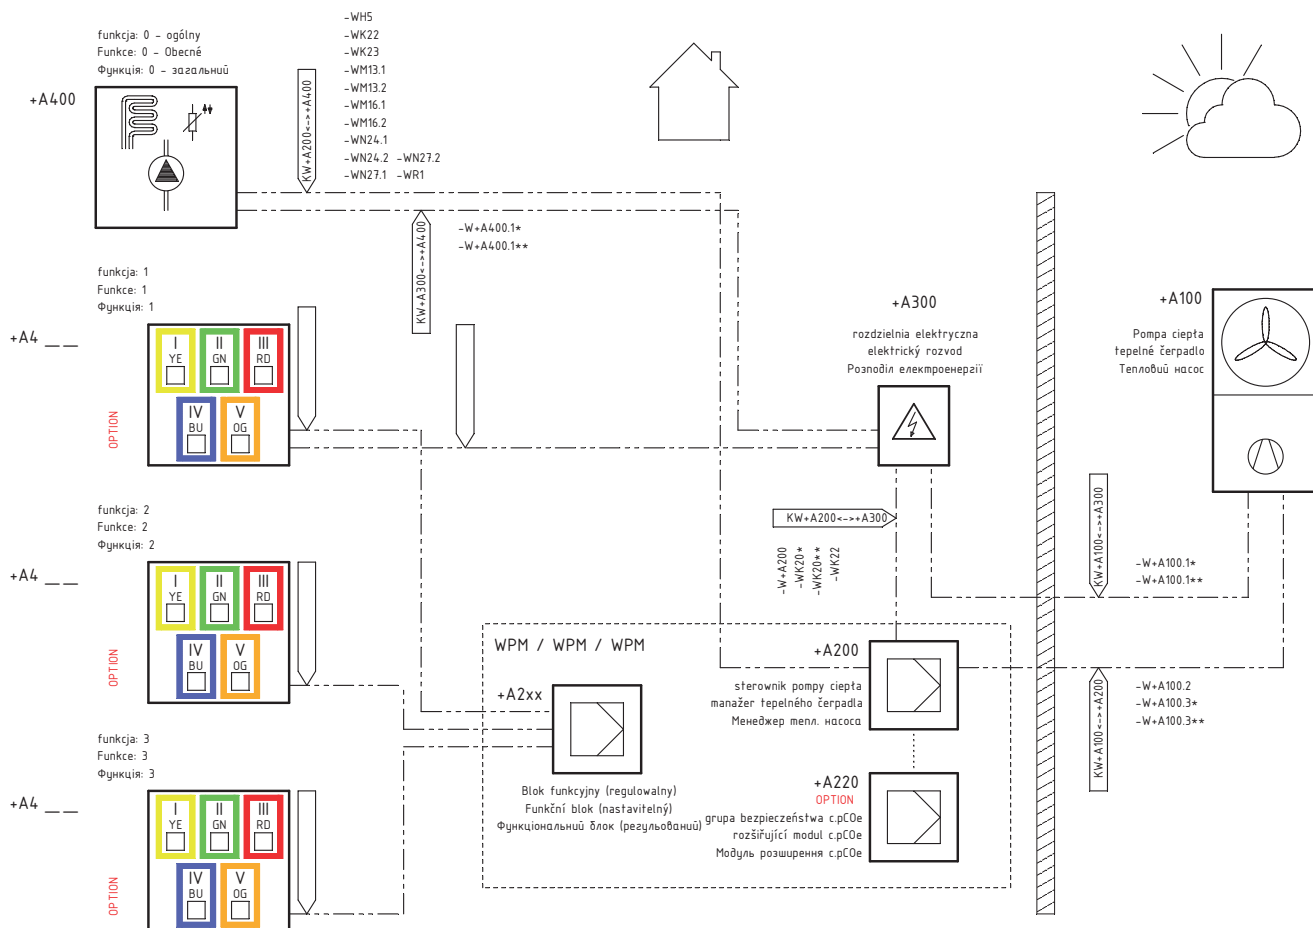 funkcja: 0 - ogólny
Funkce: 0 - Obecné
Функція: 0 - загальний
+A400
KW+A200<->+A400
-WH5
-WK22
-WK23
-WM13.1
-WM13.2
-WM16.1
-WM16.2
-WN24.1
-WN24.2 -WN27.2
-WN27.1 -WR1
KW+A300<->+A400
-W+A400.1*
-W+A400.1**
funkcja: 1
Funkce: 1
Функція: 1
+A4 __ __
I
YE
II
GN
III
RD
IV
BU
V
OG
OPTION
+A300
rozdzielnia elektryczna
elektrický rozvod
Розподіл електроенергії
+A100
Pompa ciepła
tepelné čerpadlo
Тепловий насос
KW+A200<->+A300
-W+A200
-WK20*
-WK20**
-WK22
KW+A100<->+A300
-W+A100.1*
-W+A100.1**
funkcja: 2
Funkce: 2
Функція: 2
+A4 __ __
I
YE
II
GN
III
RD
IV
BU
V
OG
OPTION
WPM / WPM / WPM
+A200
sterownik pompy ciepła
manažer tepelného čerpadla
Менеджер тепл. насоса
KW+A100<->+A200
-W+A100.2
-W+A100.3*
-W+A100.3**
+A2xx
Blok funkcyjny (regulowalny)
Funkční blok (nastavitelný)
Функціональний блок (регульований)
+A220
OPTION
grupa bezpieczeństwa c.pCOe
rozšiřující modul c.pCOe
Модуль розширення c.pCOe
funkcja: 3
Funkce: 3
Функція: 3
+A4 __ __
I
YE
II
GN
III
RD
IV
BU
V
OG
OPTION